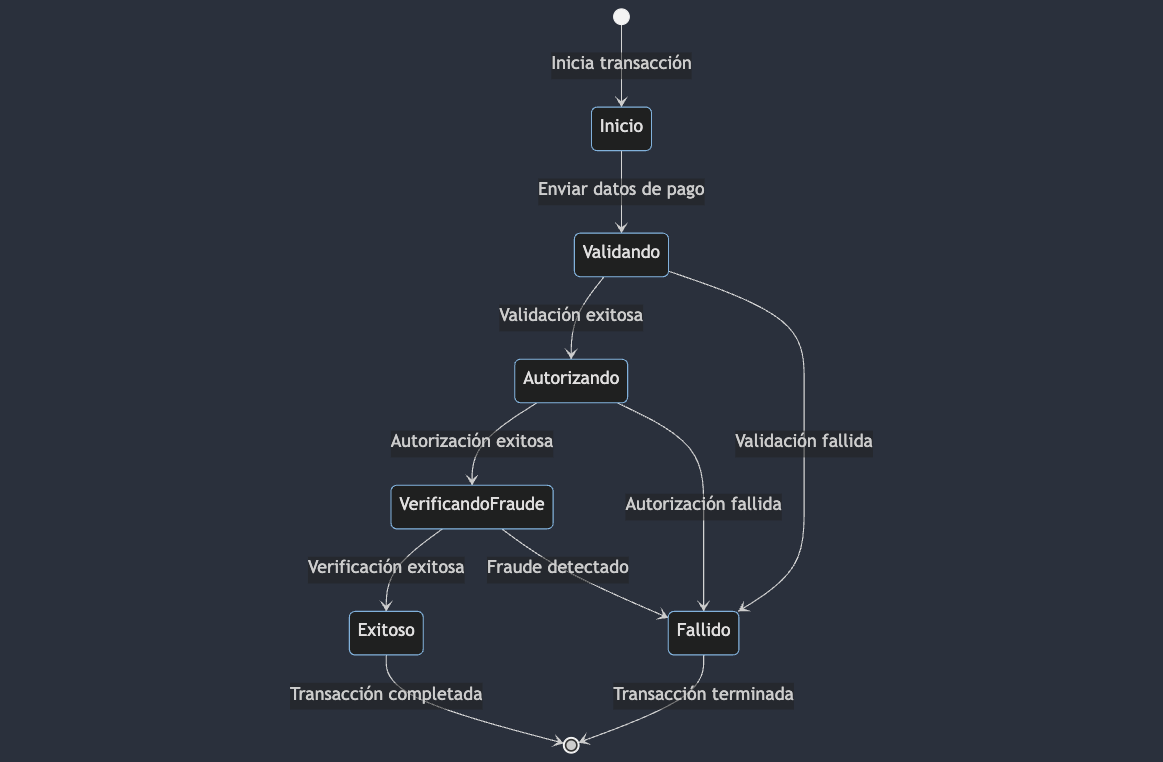 Inicia transacción
Inicio
Enviar datos de pago
Validando
Validación exitosa
Autorizando
Autorización exitosa
Validación fallida
VerificandoFraude
Autorización fallida
Verificación exitosa
Fraude detectado
Exitoso
Fallido
Transacción completada
Transacción terminada